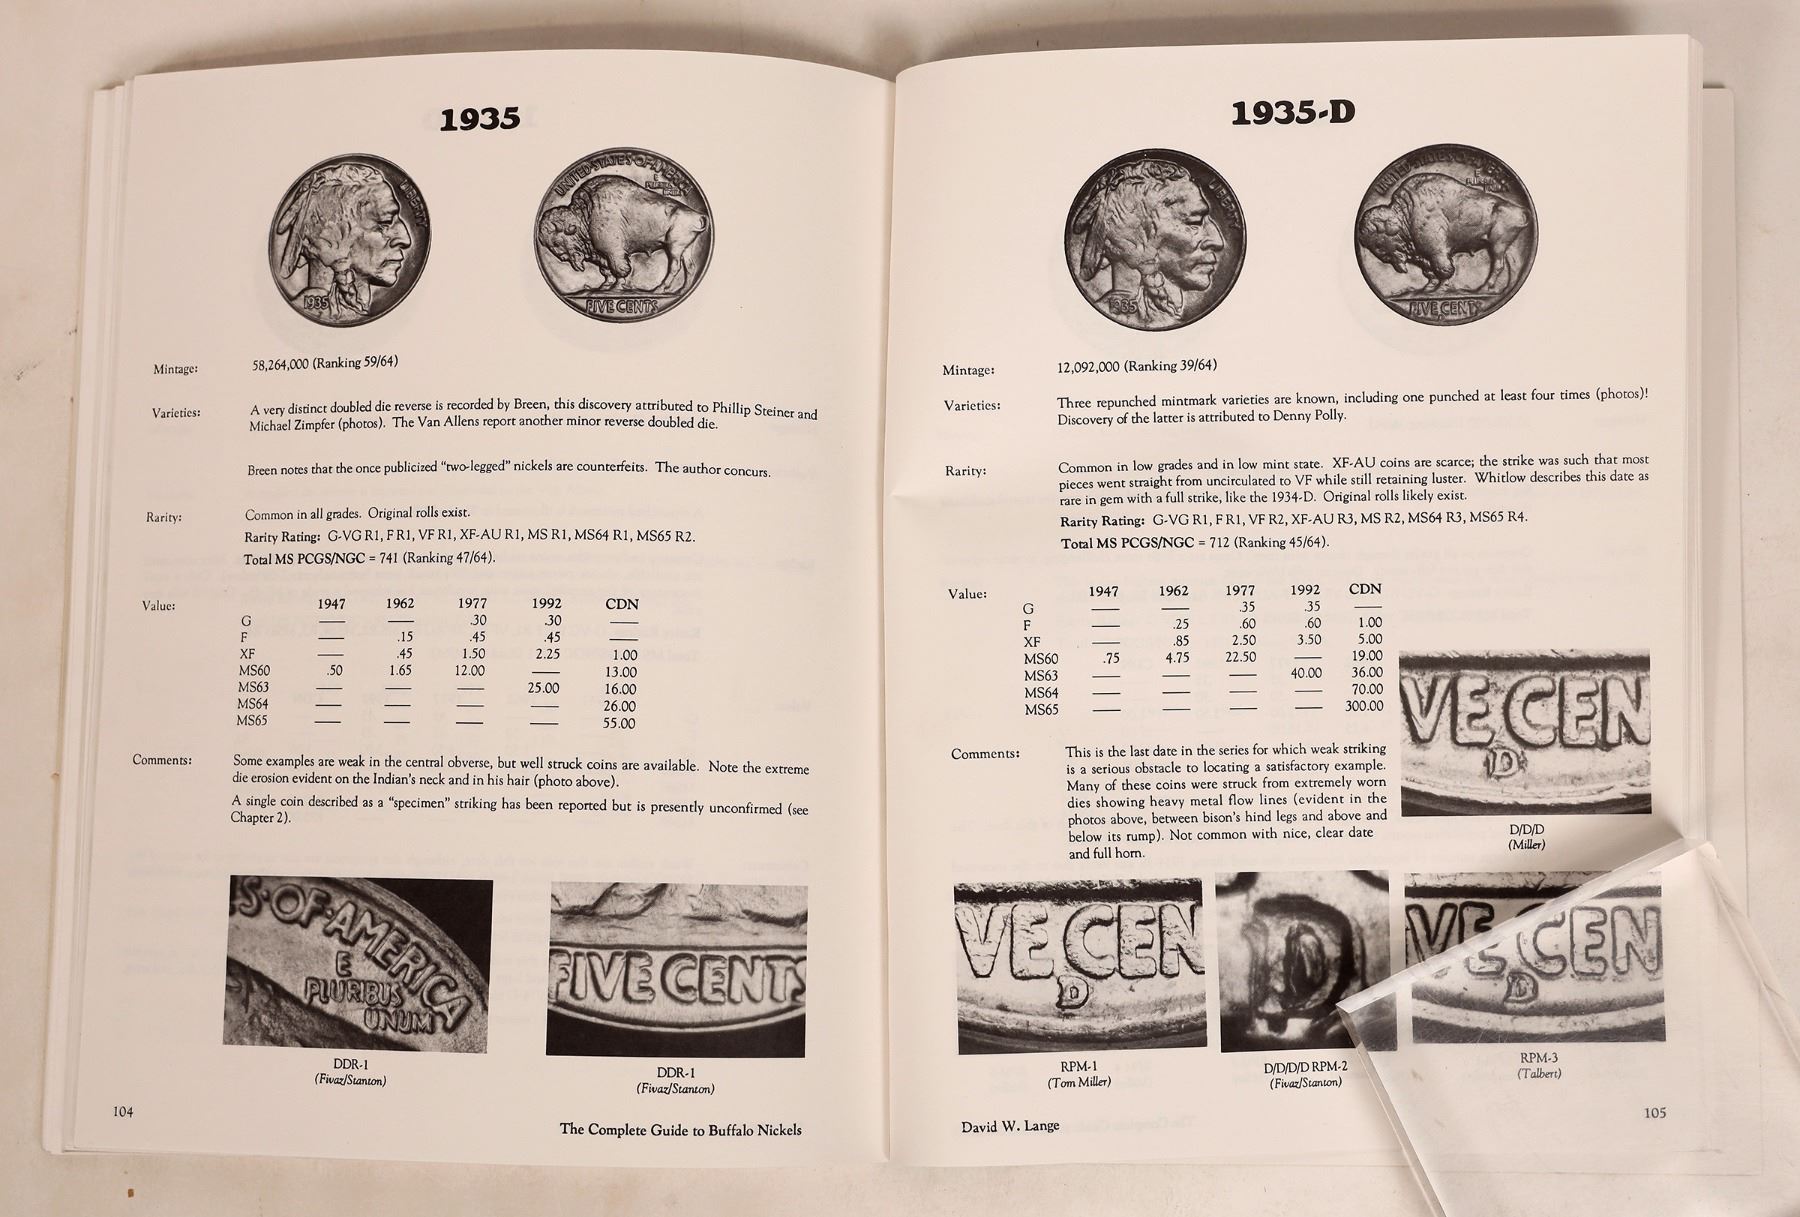 1935
LIBERTY
1935
UNITED STATES OF AMERICA
E
PLURIBUS
UNUM
FIVE CENTS
Mintage: 58,264,000 (Ranking 59/64)
Varieties: A very distinct doubled die reverse is recorded by Breen, this discovery attributed to Phillip Steiner and
Michael Zimpfer (photos). The Van Allens report another minor reverse doubled die.
Breen notes that the once publicized "two-legged" nickels are counterfeits. The author concurs.
Rarity: Common in all grades. Original rolls exist.
Rarity Rating: G-VG R1, F R1, VF R1, XF-AU R1, MS R1, MS64 R1, MS65 R2.
Total MS PCGS/NGC = 741 (Ranking 47/64).
Value: 1947 1962 1977 1992 CDN
G — — .30 .30 —
F — .15 .45 .45 —
XF — .45 1.50 2.25 1.00
MS60 .50 1.65 12.00 — 13.00
MS63 — — — 25.00 16.00
MS64 — — — — 26.00
MS65 — — — — 55.00
Comments: Some examples are weak in the central obverse, but well struck coins are available. Note the extreme
die erosion evident on the Indian's neck and in his hair (photo above).
A single coin described as a "specimen" striking has been reported but is presently unconfirmed (see
Chapter 2).
S·OF·AMERICA
E
PLURIBUS
UNUM
DDR-1
(Fivaz/Stanton)
FIVE CENTS
DDR-1
(Fivaz/Stanton)
104
The Complete Guide to Buffalo Nickels
1935-D
LIBERTY
1935
UNITED STATES OF AMERICA
E
PLURIBUS
UNUM
FIVE CENTS
Mintage: 12,092,000 (Ranking 39/64)
Varieties: Three repunched mintmark varieties are known, including one punched at least four times (photos)!
Discovery of the latter is attributed to Denny Polly.
Rarity: Common in low grades and in low mint state. XF-AU coins are scarce; the strike was such that most
pieces went straight from uncirculated to VF while still retaining luster. Whitlow describes this date as
rare in gem with a full strike, like the 1934-D. Original rolls likely exist.
Rarity Rating: G-VG R1, F R1, VF R2, XF-AU R3, MS R2, MS64 R3, MS65 R4.
Total MS PCGS/NGC = 712 (Ranking 45/64).
Value: 1947 1962 1977 1992 CDN
G — — .35 .35 —
F — .25 .60 .60 1.00
XF — .85 2.50 3.50 5.00
MS60 .75 4.75 22.50 — 19.00
MS63 — — — 40.00 36.00
MS64 — — — — 70.00
MS65 — — — — 300.00
Comments: This is the last date in the series for which weak striking
is a serious obstacle to locating a satisfactory example.
Many of these coins were struck from extremely worn
dies showing heavy metal flow lines (evident in the
photos above, between bison's hind legs and above and
below its rump). Not common with nice, clear date
and full horn.
VE CEN
D
D/D/D
(Miller)
VE CEN
D
RPM-1
(Tom Miller)
D
D/D/D/D RPM-2
(Fivaz/Stanton)
VE CEN
D
RPM-3
(Talbert)
David W. Lange
105